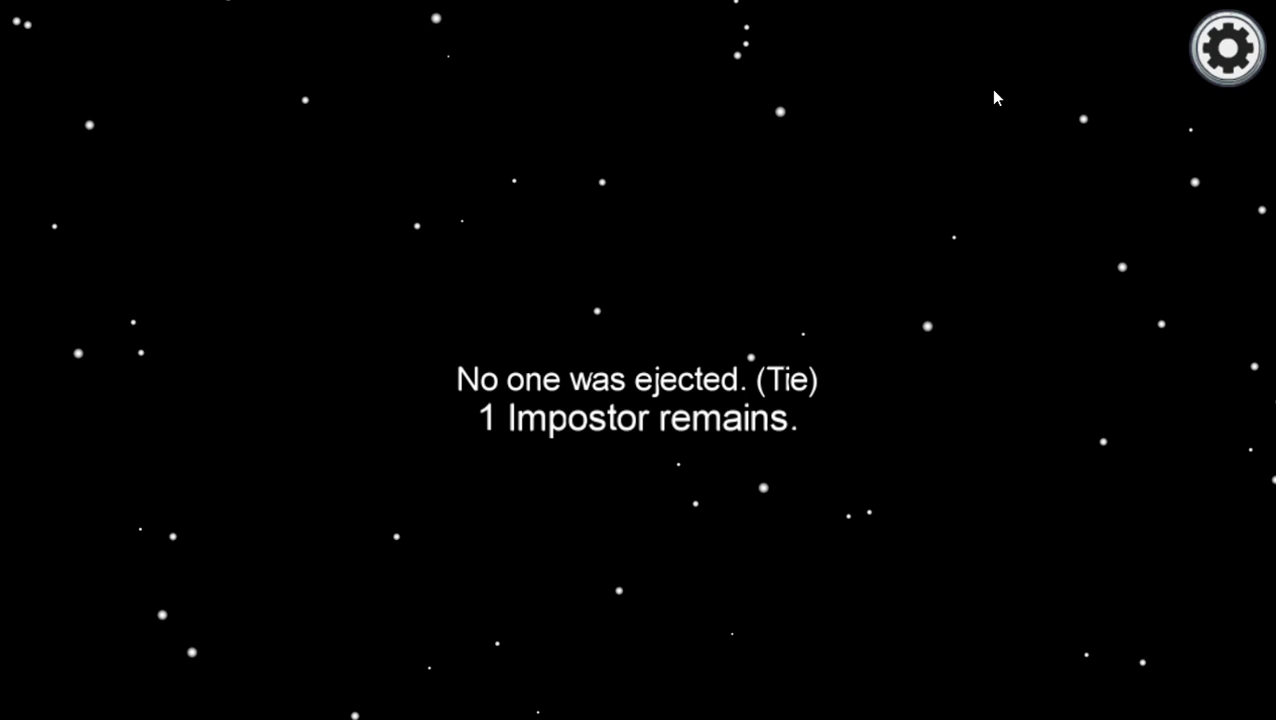 No one was ejected. (Tie)
1 Impostor remains.